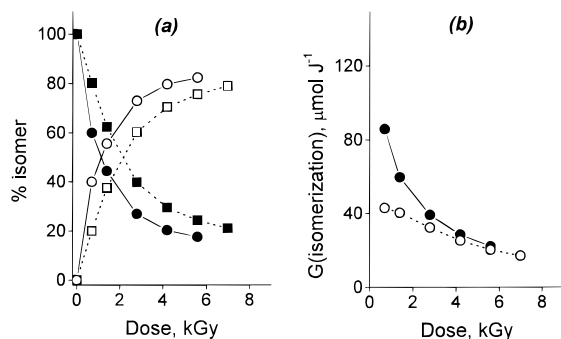 (a)
100
80
60
40
20
0
% isomer
0 2 4 6 8
Dose, kGy
(b)
120
80
40
0
G(isomerization), μmol J⁻¹
0 2 4 6 8
Dose, kGy